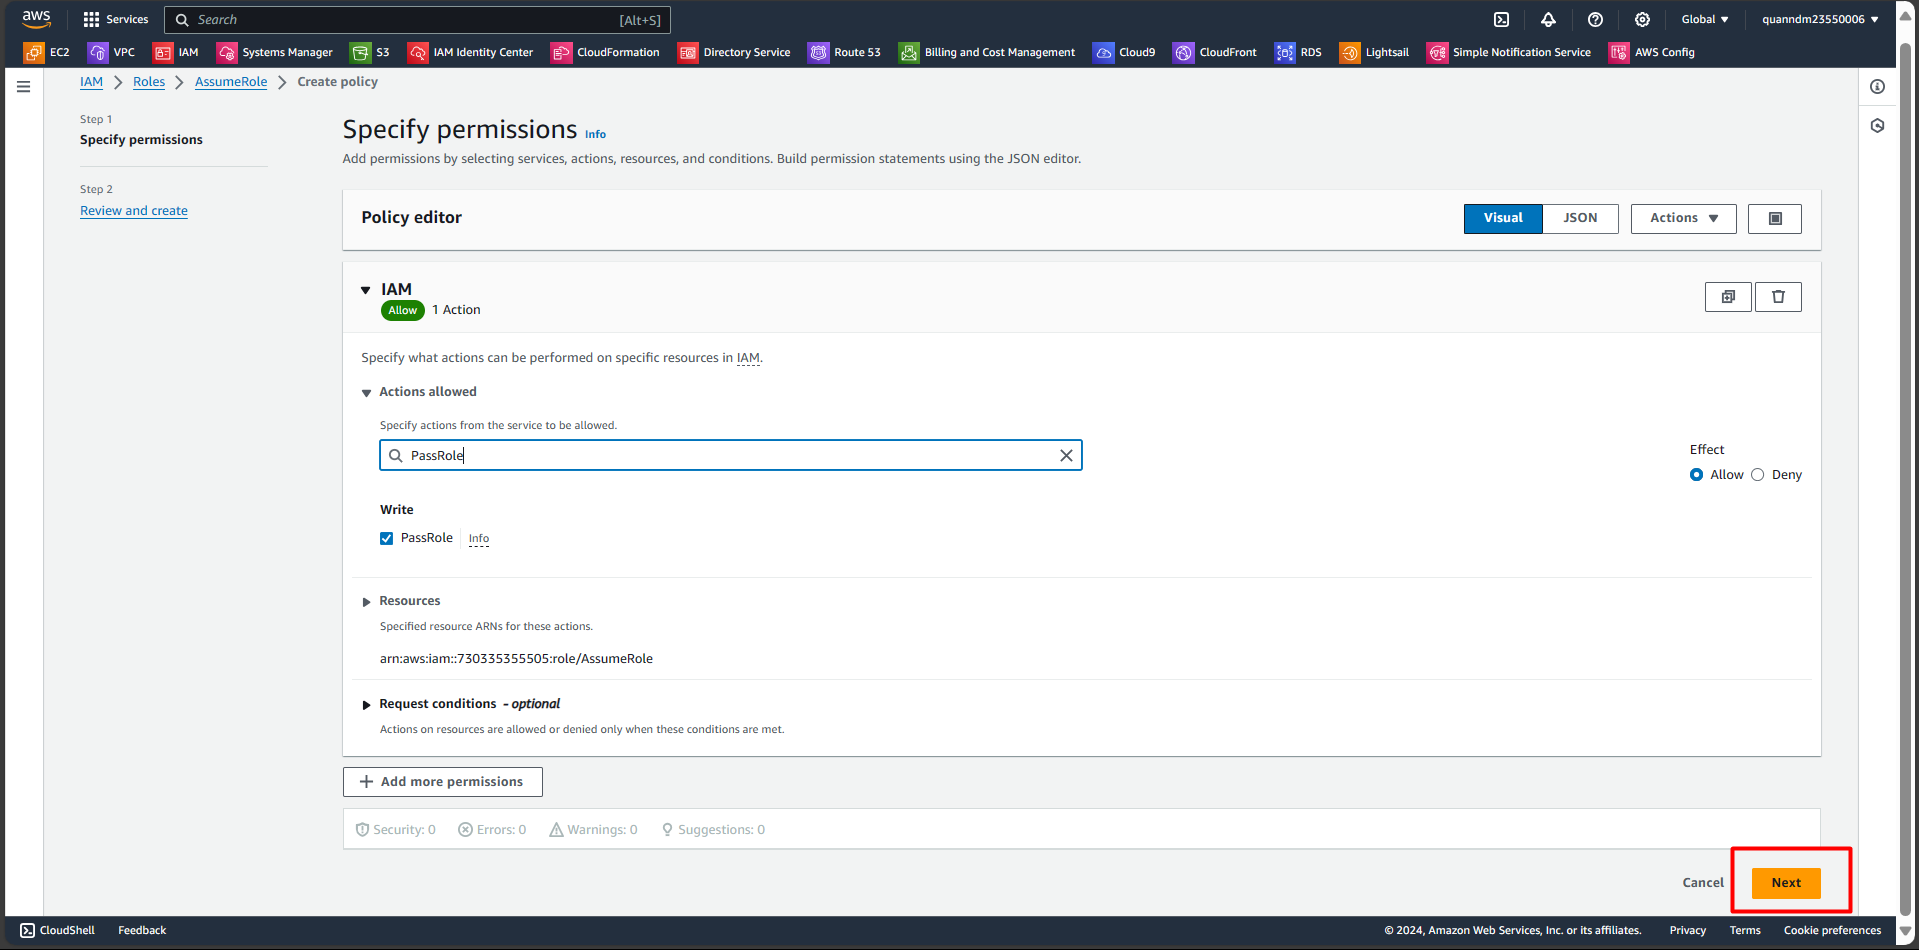 aws Services Search [Alt+S] Global quanndm23550006
EC2 VPC IAM Systems Manager S3 IAM Identity Center CloudFormation Directory Service Route 53 Billing and Cost Management Cloud9 CloudFront RDS Lightsail Simple Notification Service AWS Config
IAM Roles AssumeRole Create policy
Step 1
Specify permissions
Step 2
Review and create
Specify permissions Info
Add permissions by selecting services, actions, resources, and conditions. Build permission statements using the JSON editor.
Policy editor Visual JSON Actions
IAM
Allow 1 Action
Specify what actions can be performed on specific resources in IAM.
Actions allowed
Specify actions from the service to be allowed.
PassRole
Effect
Allow Deny
Write
PassRole Info
Resources
Specified resource ARNs for these actions.
arn:aws:iam::730335355505:role/AssumeRole
Request conditions - optional
Actions on resources are allowed or denied only when these conditions are met.
Add more permissions
Security: 0 Errors: 0 Warnings: 0 Suggestions: 0
Cancel Next
CloudShell Feedback © 2024, Amazon Web Services, Inc. or its affiliates. Privacy Terms Cookie preferences